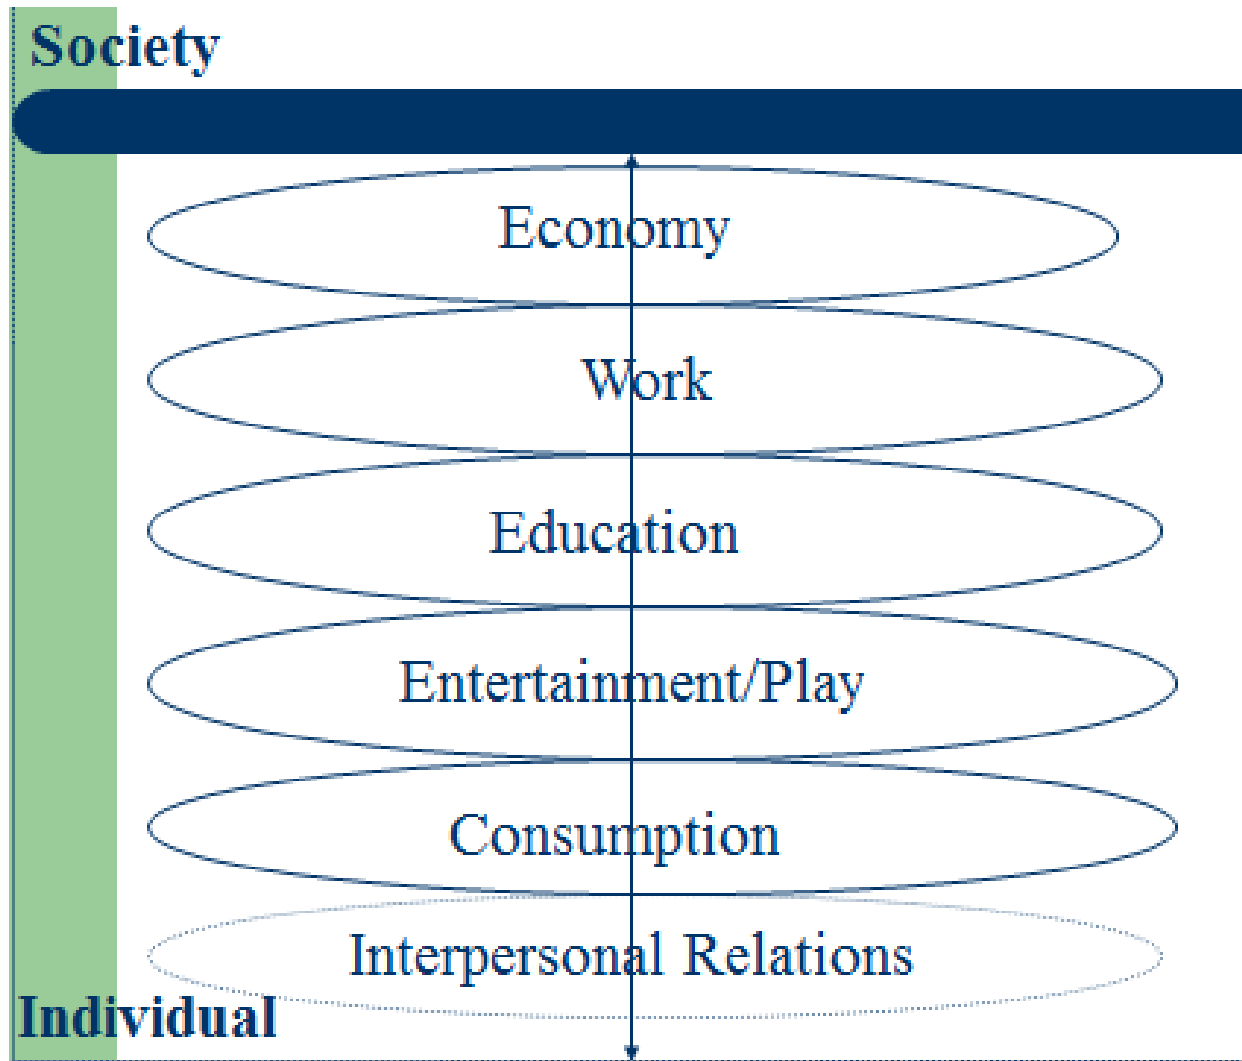 Society
Economy
Work
Education
Entertainment/Play
Consumption
Interpersonal Relations
Individual